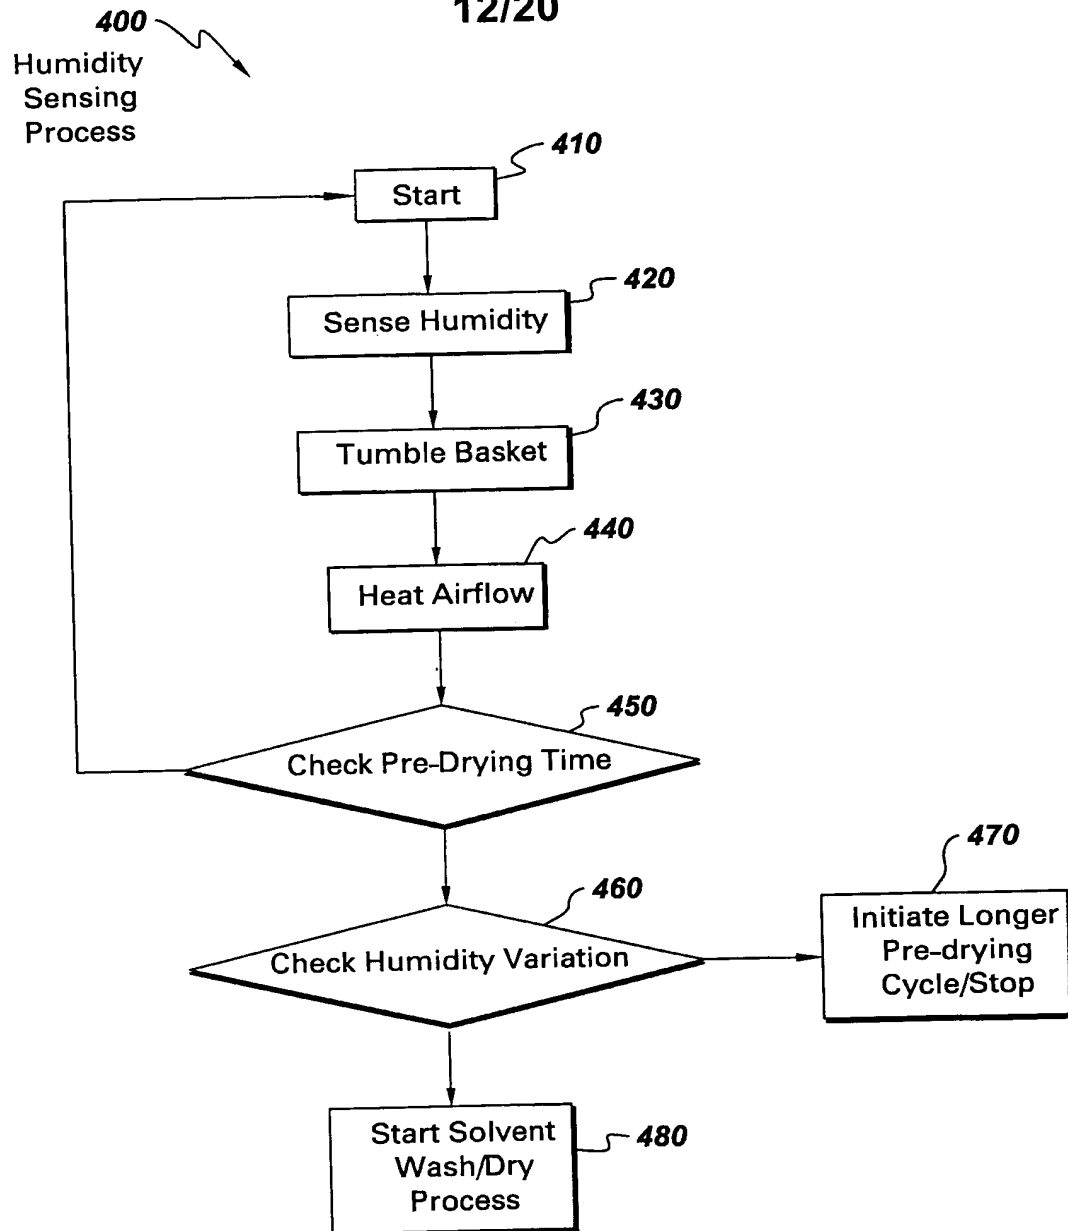 12/20
400
Humidity
Sensing
Process
410
Start
420
Sense Humidity
430
Tumble Basket
440
Heat Airflow
450
Check Pre-Drying Time
460
Check Humidity Variation
470
Initiate Longer
Pre-drying
Cycle/Stop
480
Start Solvent
Wash/Dry
Process